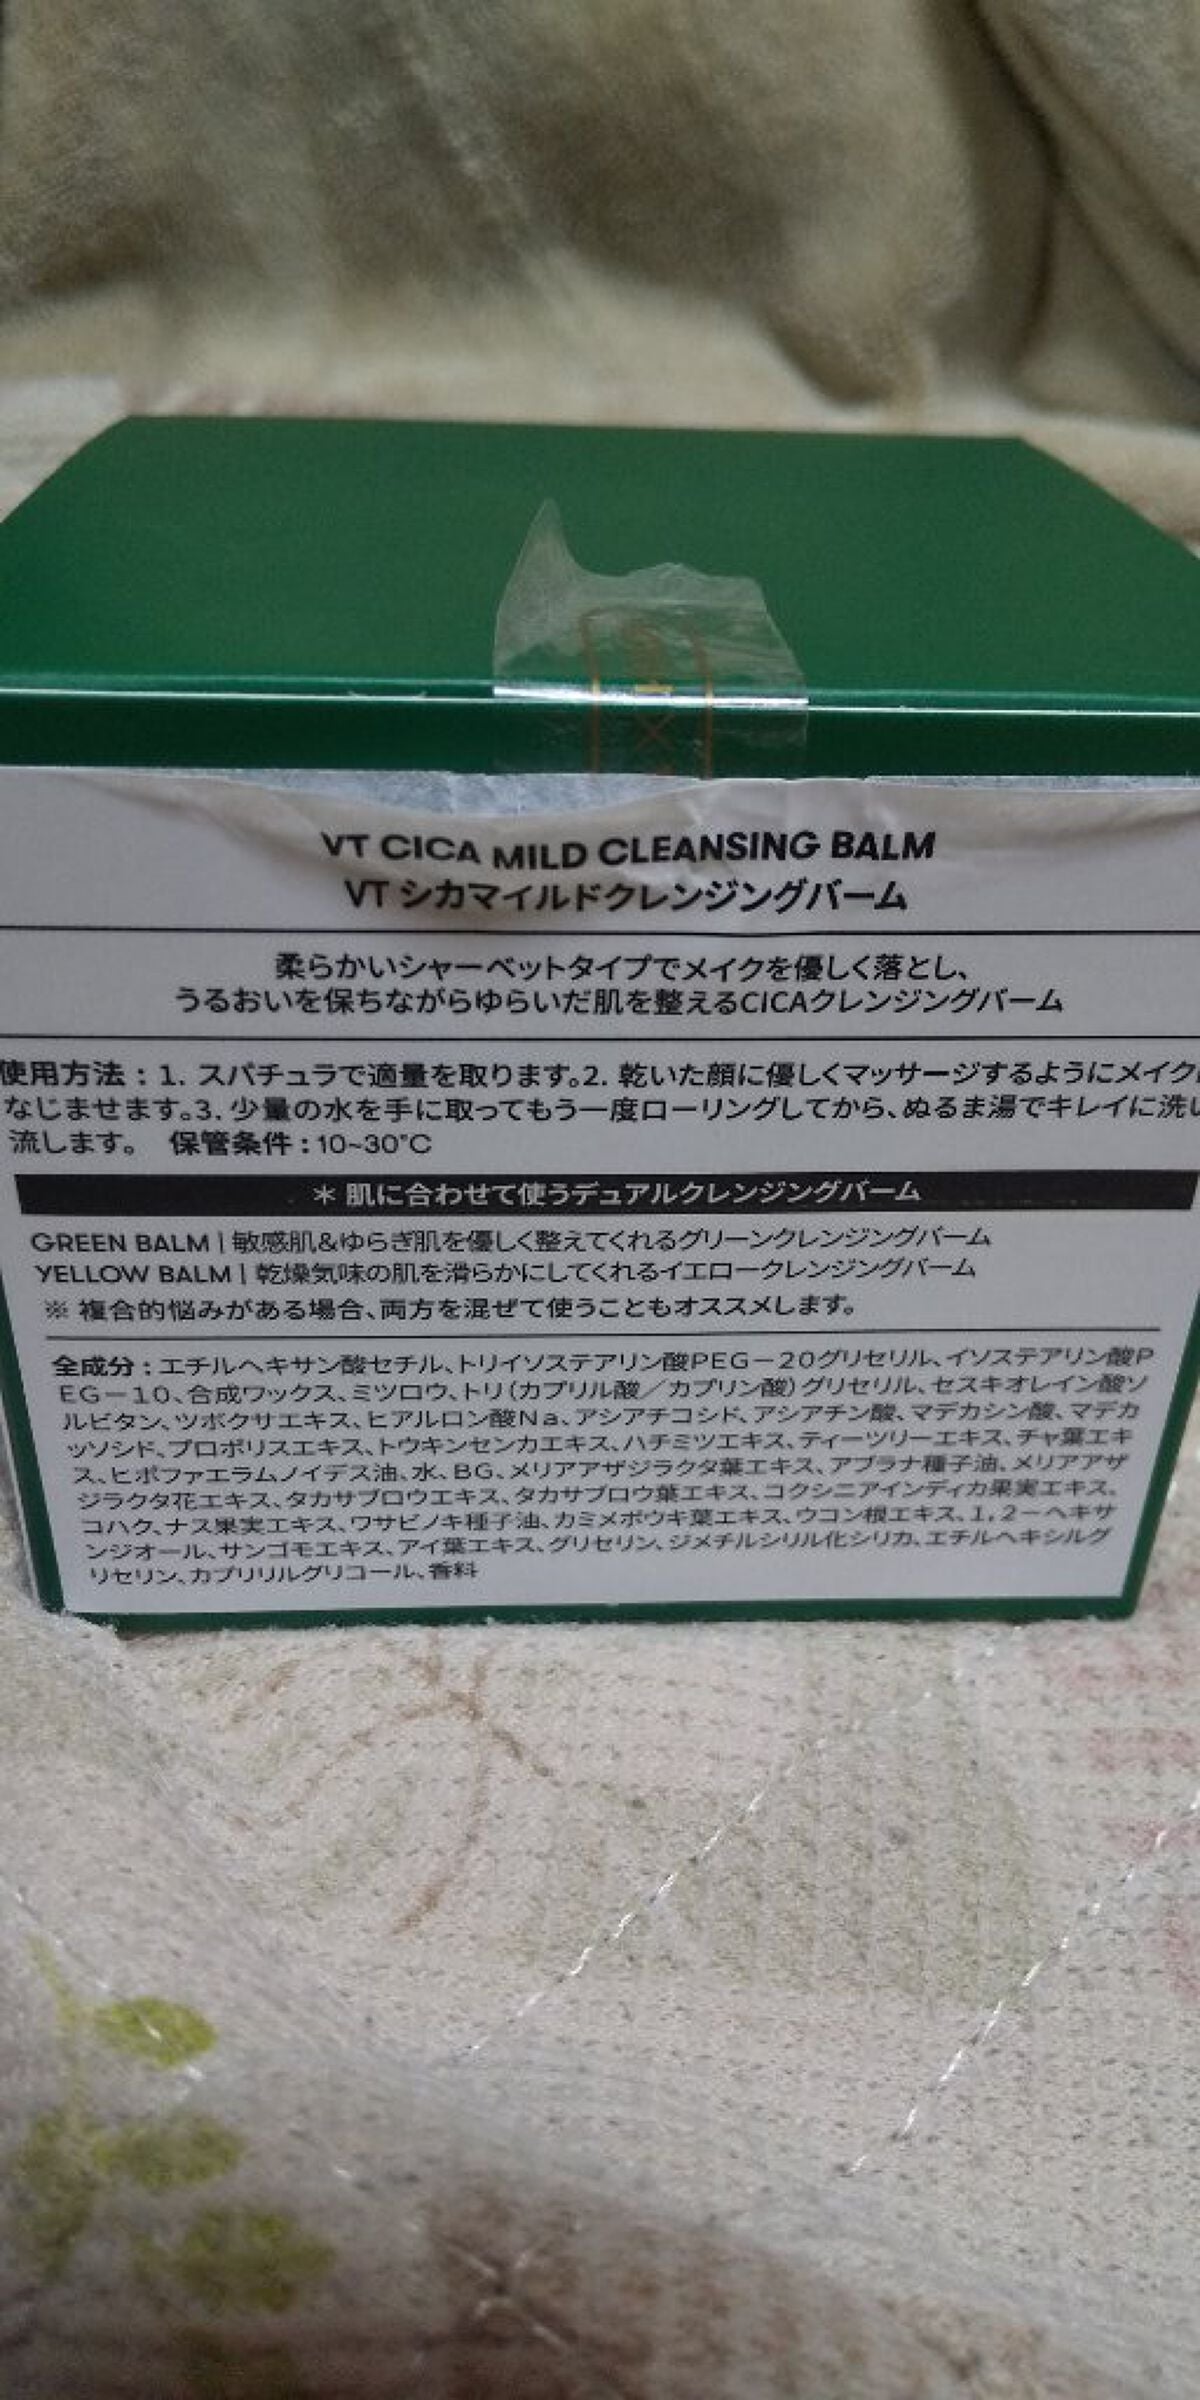 VT CICA MILD CLEANSING BALM
VT シカマイルドクレンジングバーム
柔らかいシャーベットタイプでメイクを優しく落とし、
うるおいを保ちながらゆらいだ肌を整えるCICAクレンジングバーム
使用方法：1. スパチュラで適量を取ります。2. 乾いた顔に優しくマッサージするようにメイク
なじませます。3. 少量の水を手に取ってもう一度ローリングしてから、ぬるま湯でキレイに洗い
流します。 保管条件：10~30℃
＊ 肌に合わせて使うデュアルクレンジングバーム
GREEN BALM | 敏感肌&ゆらぎ肌を優しく整えてくれるグリーンクレンジングバーム
YELLOW BALM | 乾燥気味の肌を滑らかにしてくれるイエロークレンジングバーム
※ 複合的悩みがある場合、両方を混ぜて使うこともオススメします。
全成分：エチルヘキサン酸セチル、トリイソステアリン酸PEG－20グリセリル、イソステアリン酸P
EG－10、合成ワックス、ミツロウ、トリ（カプリル酸／カプリン酸）グリセリル、セスキオレイン酸ソ
ルビタン、ツボクサエキス、ヒアルロン酸Na、アシアチコシド、アシアチン酸、マデカシン酸、マデカ
ッソシド、プロポリスエキス、トウキンセンカエキス、ハチミツエキス、ティーツリーエキス、チャ葉エキ
ス、ヒポファエラムノイデス油、水、BG、メリアアザジラクタ葉エキス、アブラナ種子油、メリアアザ
ジラクタ花エキス、タカサブロウエキス、タカサブロウ葉エキス、コクシニアインディカ果実エキス、
コハク、ナス果実エキス、ワサビノキ種子油、カミメボウキ葉エキス、ウコン根エキス、1，2－ヘキサ
ンジオール、サンゴモエキス、アイ葉エキス、グリセリン、ジメチルシリル化シリカ、エチルヘキシルグ
リセリン、カプリリルグリコール、香料